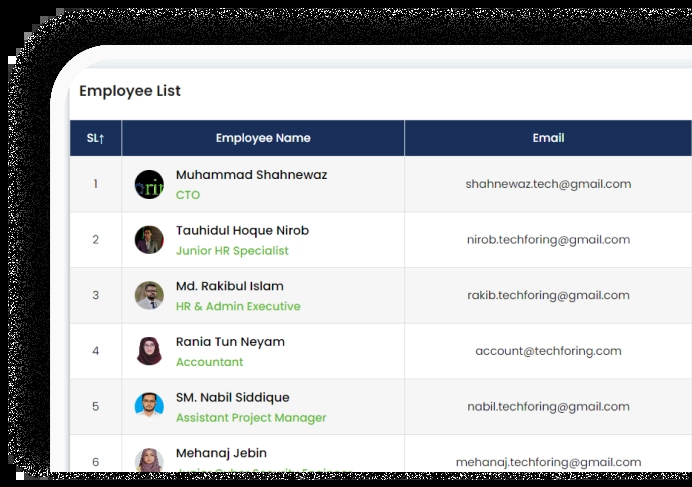 Employee List
SL↑ Employee Name Email
1 Muhammad Shahnewaz shahnewaz.tech@gmail.com
CTO
2 Tauhidul Hoque Nirob nirob.techforing@gmail.com
Junior HR Specialist
3 Md. Rakibul Islam rakib.techforing@gmail.com
HR & Admin Executive
4 Rania Tun Neyam account@techforing.com
Accountant
5 SM. Nabil Siddique nabil.techforing@gmail.com
Assistant Project Manager
6 Mehanaj Jebin mehanaj.techforing@gmail.com